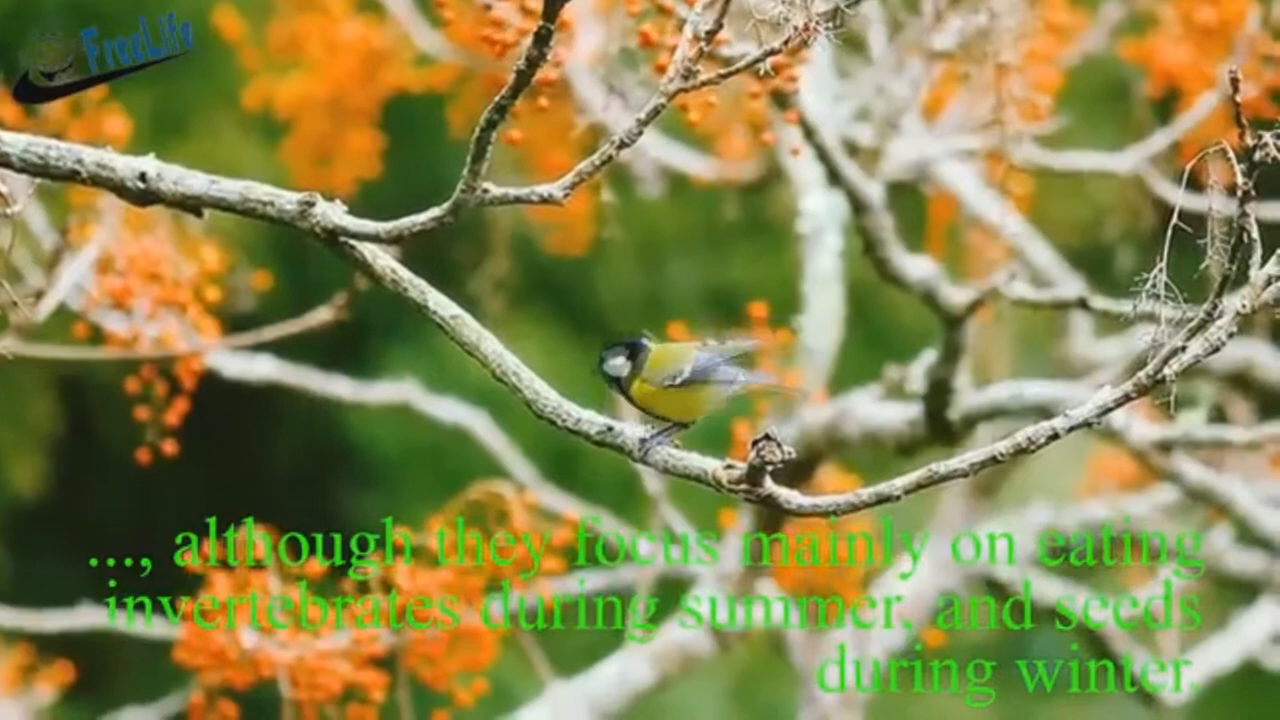 FreeLife
..., although they focus mainly on eating
invertebrates during summer, and seeds
during winter.